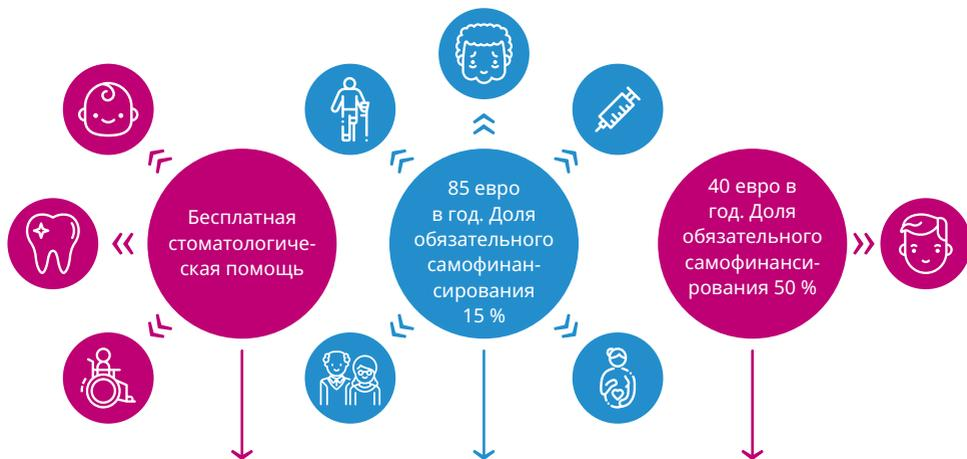 Бесплатная
стоматологиче-
ская помощь
85 евро
в год. Доля
обязательного
самофинан-
сирования
15 %
40 евро в
год. Доля
обязательного
самофинанси-
рования 50 %